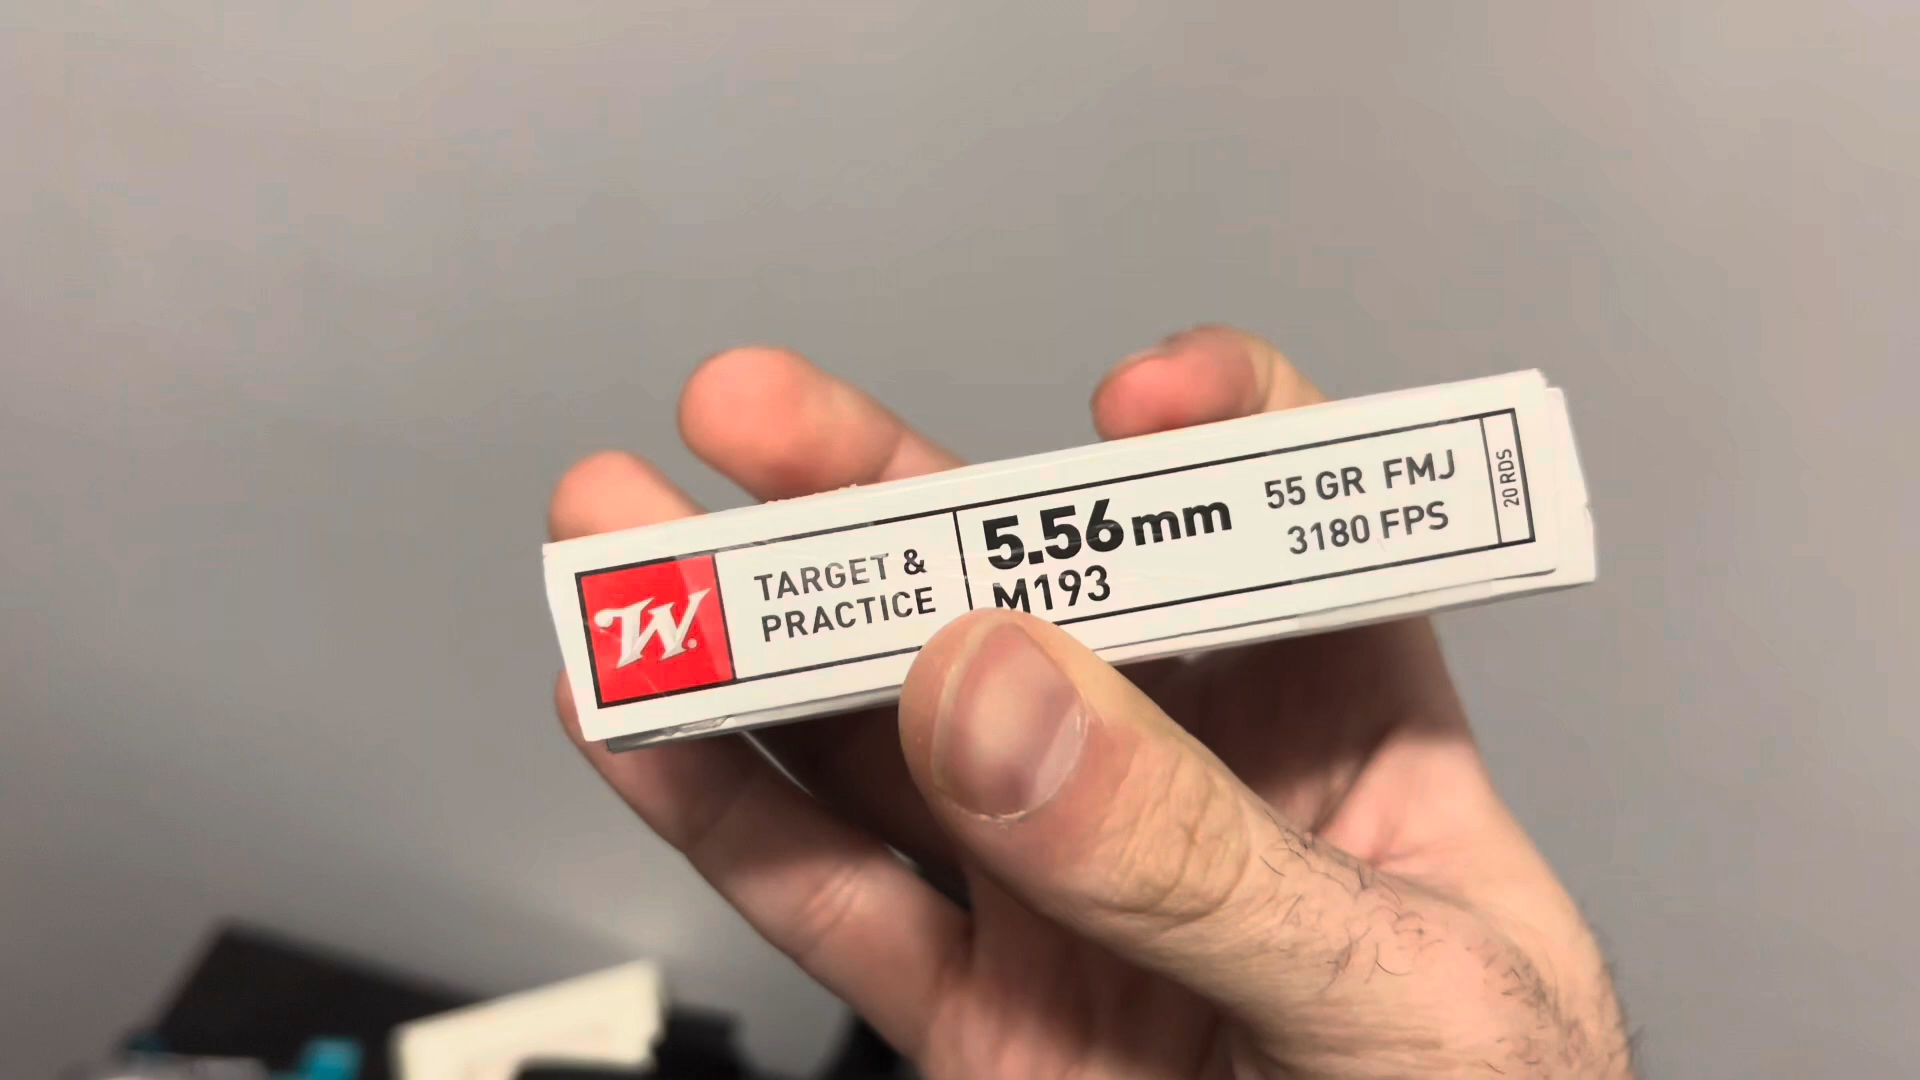 W
TARGET &
PRACTICE
5.56mm
M193
55 GR FMJ
3180 FPS
20 RDS